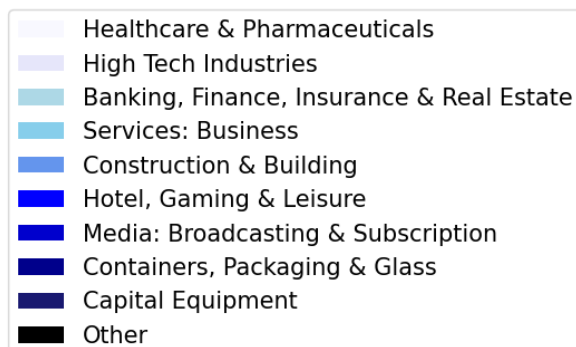 Healthcare & Pharmaceuticals
High Tech Industries
Banking, Finance, Insurance & Real Estate
Services: Business
Construction & Building
Hotel, Gaming & Leisure
Media: Broadcasting & Subscription
Containers, Packaging & Glass
Capital Equipment
Other